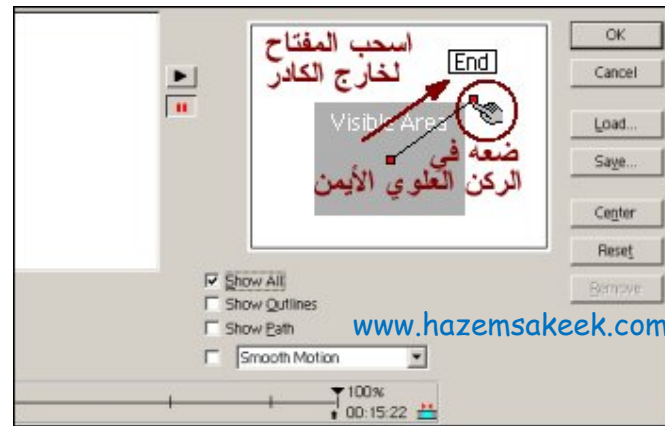 اسحب المفتاح
لخارج الكادر
End
Visible Area
ضعه في
الركن العلوي الأيمن
OK
Cancel
Load...
Save...
Center
Reset
Remove
Show All
Show Outlines
Show Path
www.hazemsakeek.com
Smooth Motion
100%
00:15:22